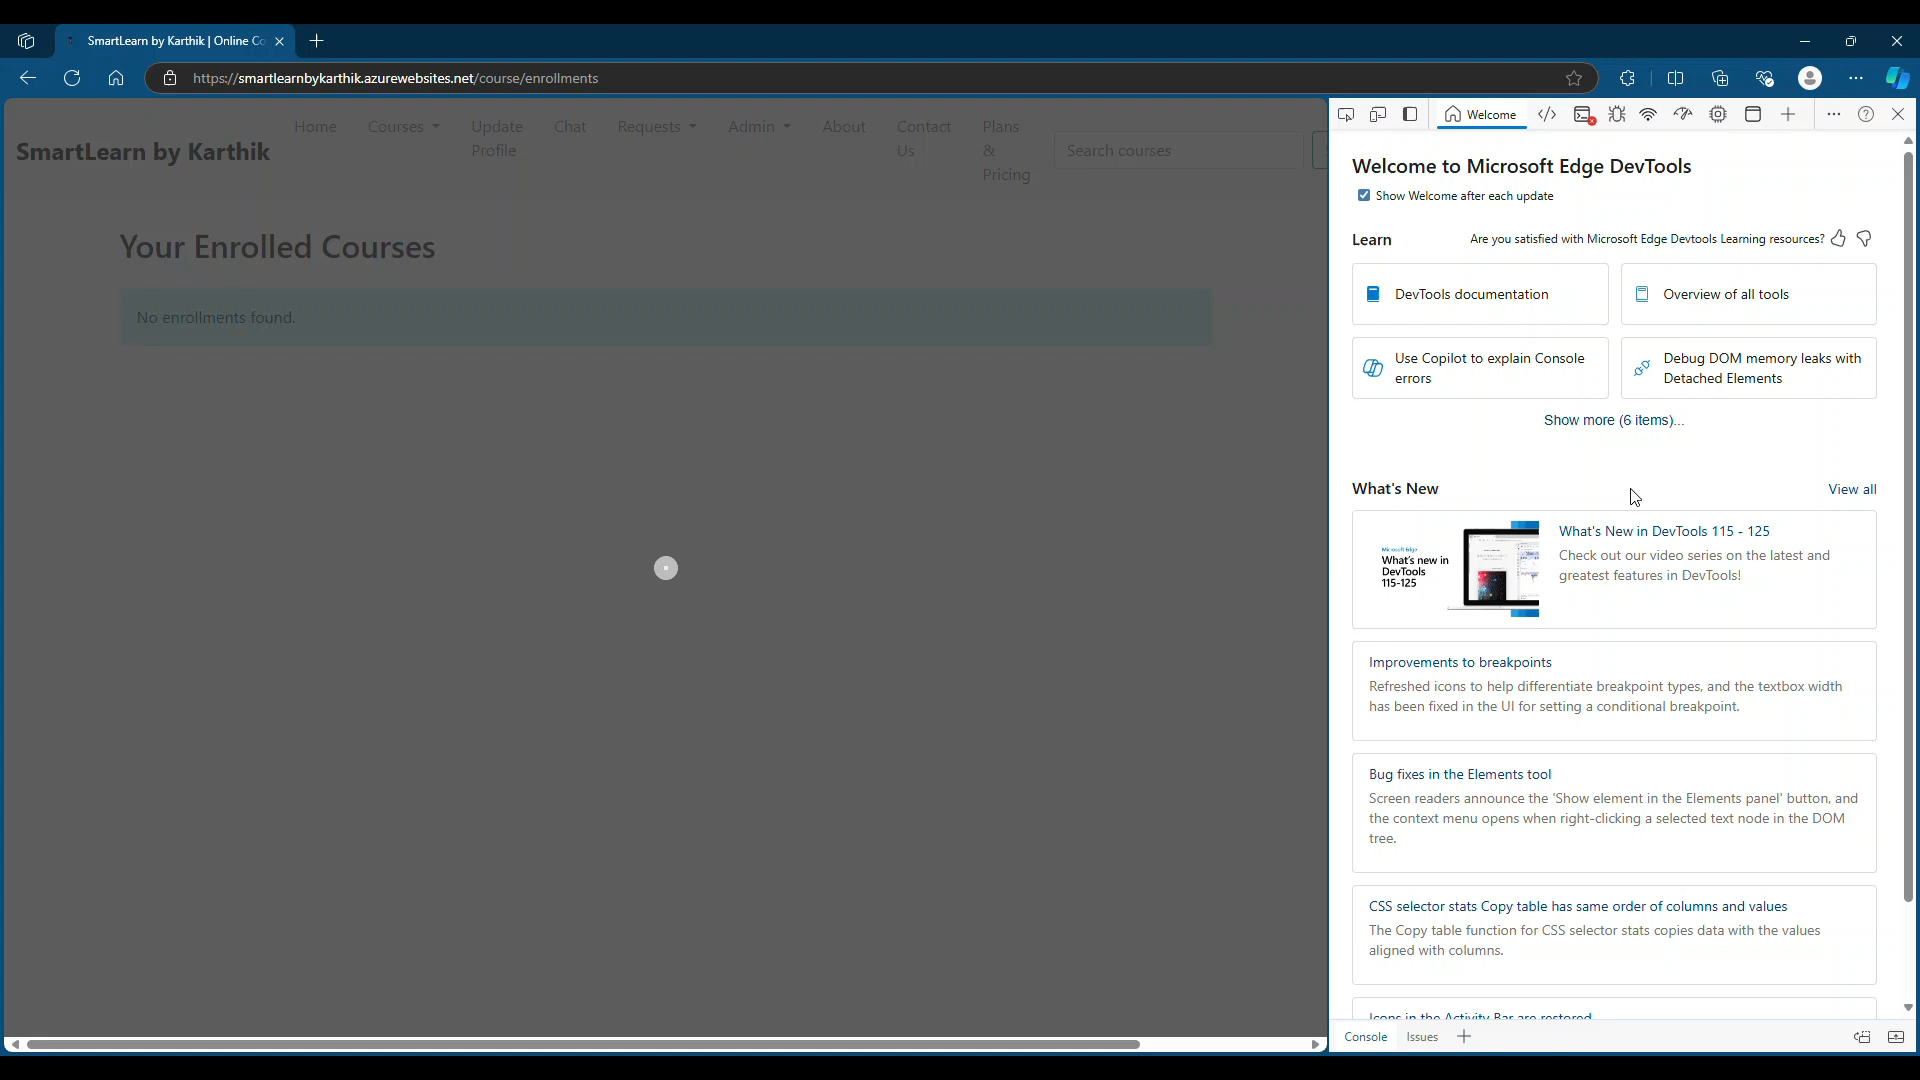 SmartLearn by Karthik | Online Co
https://smartlearnbykarthik.azurewebsites.net/course/enrollments
SmartLearn by Karthik
Home
Courses
Update Profile
Chat
Requests
Admin
About
Contact Us
Plans & Pricing
Search courses
Your Enrolled Courses
No enrollments found.
Welcome
Welcome to Microsoft Edge DevTools
Show Welcome after each update
Learn
Are you satisfied with Microsoft Edge Devtools Learning resources?
DevTools documentation
Overview of all tools
Use Copilot to explain Console
errors
Debug DOM memory leaks with
Detached Elements
Show more (6 items)...
What's New
View all
Microsoft Edge
What's new in
DevTools
115-125
What's New in DevTools 115 - 125
Check out our video series on the latest and
greatest features in DevTools!
Improvements to breakpoints
Refreshed icons to help differentiate breakpoint types, and the textbox width
has been fixed in the UI for setting a conditional breakpoint.
Bug fixes in the Elements tool
Screen readers announce the 'Show element in the Elements panel' button, and
the context menu opens when right-clicking a selected text node in the DOM
tree.
CSS selector stats Copy table has same order of columns and values
The Copy table function for CSS selector stats copies data with the values
aligned with columns.
Icons in the Activity Bar are restored
Console
Issues